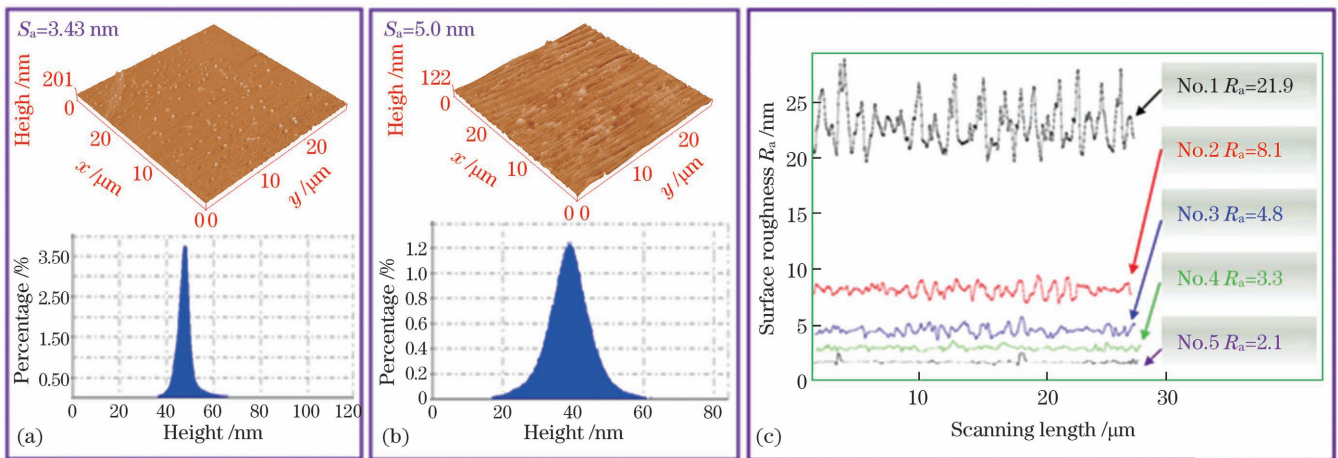 Sa=3.43 nm
Heigh /nm
201
0
20
10
x /μm
0 0
10
20
y /μm
Percentage /%
3.50
2.50
1.50
0.50
0 20 40 60 80 100 120
Height /nm
(a)
Sa=5.0 nm
Heigh /nm
122
0
20
10
x /μm
0 0
10
20
y /μm
Percentage /%
1.2
1.0
0.8
0.6
0.4
0.2
0
0 20 40 60 80
Height /nm
(b)
Surface roughness Ra /nm
25
20
15
10
5
0
10 20 30
Scanning length /μm
No.1 Ra=21.9
No.2 Ra=8.1
No.3 Ra=4.8
No.4 Ra=3.3
No.5 Ra=2.1
(c)